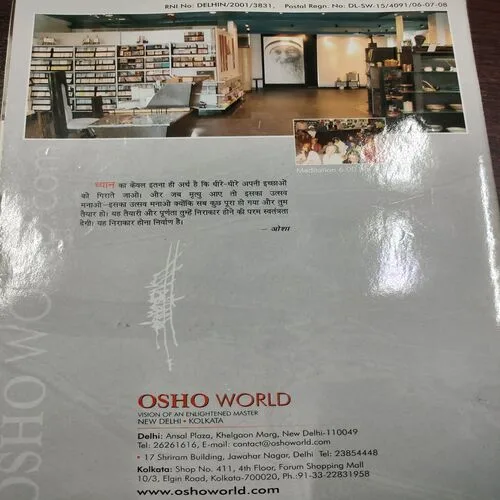 RNI No: DELHIN/2001/3831, Postal Regn. No: DL-SW-15/4091/06-07-08
Meditation 6.00
ध्यान का केवल इतना ही अर्थ है कि धीरे-धीरे अपनी इच्छाओं
को गिराते जाओ। और जब मृत्यु आए तो इसका उत्सव
मनाओ—इसका उत्सव मनाओ क्योंकि सब कुछ पूरा हो गया और तुम
तैयार हो। यह तैयारी और पूर्णता तुम्हें निराकार होने की परम स्वतंत्रता
देगी। यह निराकार होना निर्वाण है।
— ओशो
OSHO WO
OSHO WORLD
VISION OF AN ENLIGHTENED MASTER
NEW DELHI • KOLKATA
Delhi: Ansal Plaza, Khelgaon Marg, New Delhi-110049
Tel: 26261616, E-mail: contact@oshoworld.com
• 17 Shriram Building, Jawahar Nagar, Delhi Tel: 23854448
Kolkata: Shop No. 411, 4th Floor, Forum Shopping Mall
10/3, Elgin Road, Kolkata-700020, Ph:91-33-22831958
www.oshoworld.com